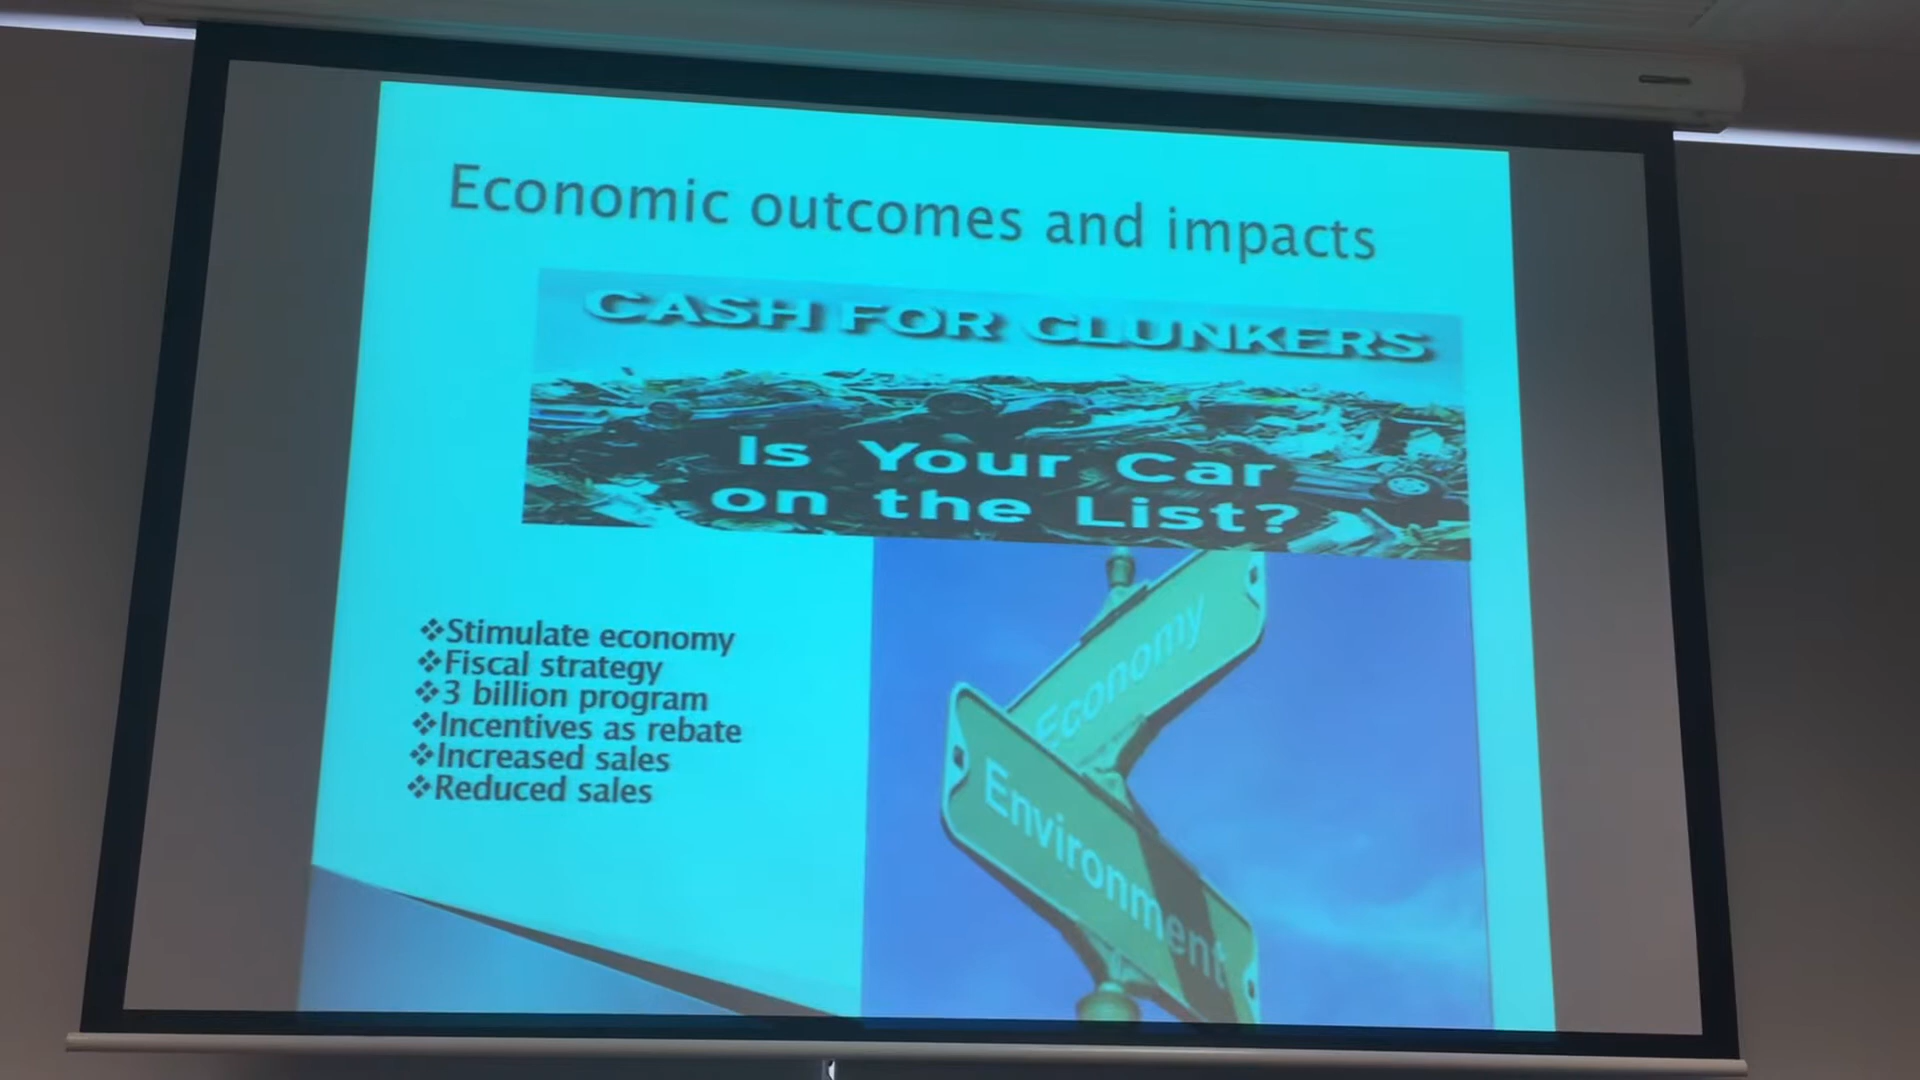 Economic outcomes and impacts
CASH FOR CLUNKERS
Is Your Car
on the List?
❖Stimulate economy
❖Fiscal strategy
❖3 billion program
❖Incentives as rebate
❖Increased sales
❖Reduced sales
Economy
Environment